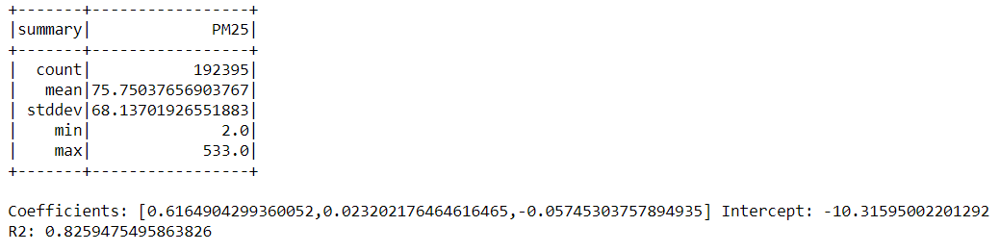 +-------+-----------------+
|summary|             PM25|
+-------+-----------------+
|  count|           192395|
|   mean|75.75037656903767|
| stddev|68.13701926551883|
|    min|              2.0|
|    max|            533.0|
+-------+-----------------+
Coefficients: [0.6164904299360052,0.023202176464616465,-0.05745303757894935] Intercept: -10.31595002201292
R2: 0.8259475495863826